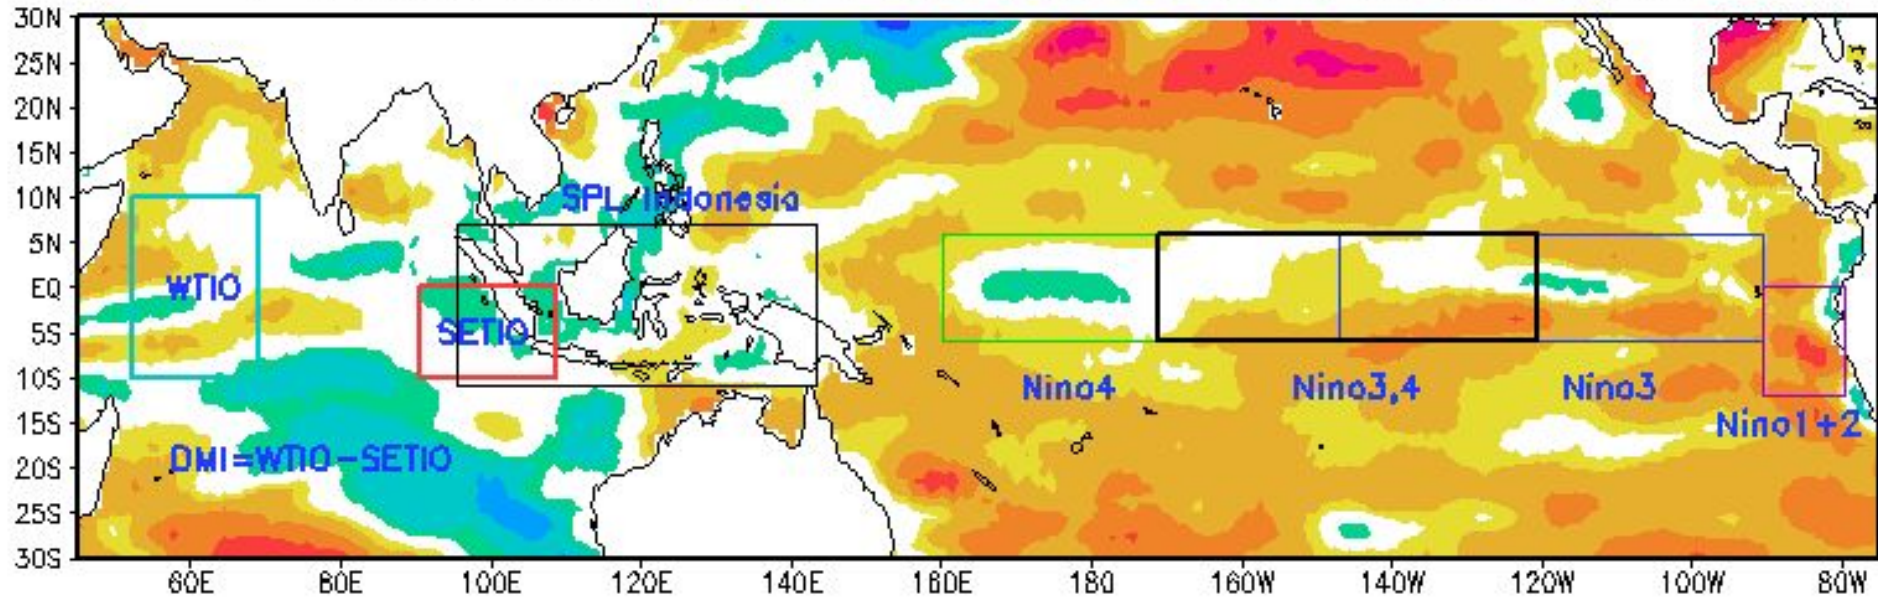 30N
25N
20N
15N
10N
5N
EQ
5S
10S
15S
20S
25S
30S
SPL Indonesia
WTIO
SETIO
DMI=WTIO-SETIO
Nino4
Nino3,4
Nino3
Nino1+2
60E 80E 100E 120E 140E 160E 180 160W 140W 120W 100W 80W